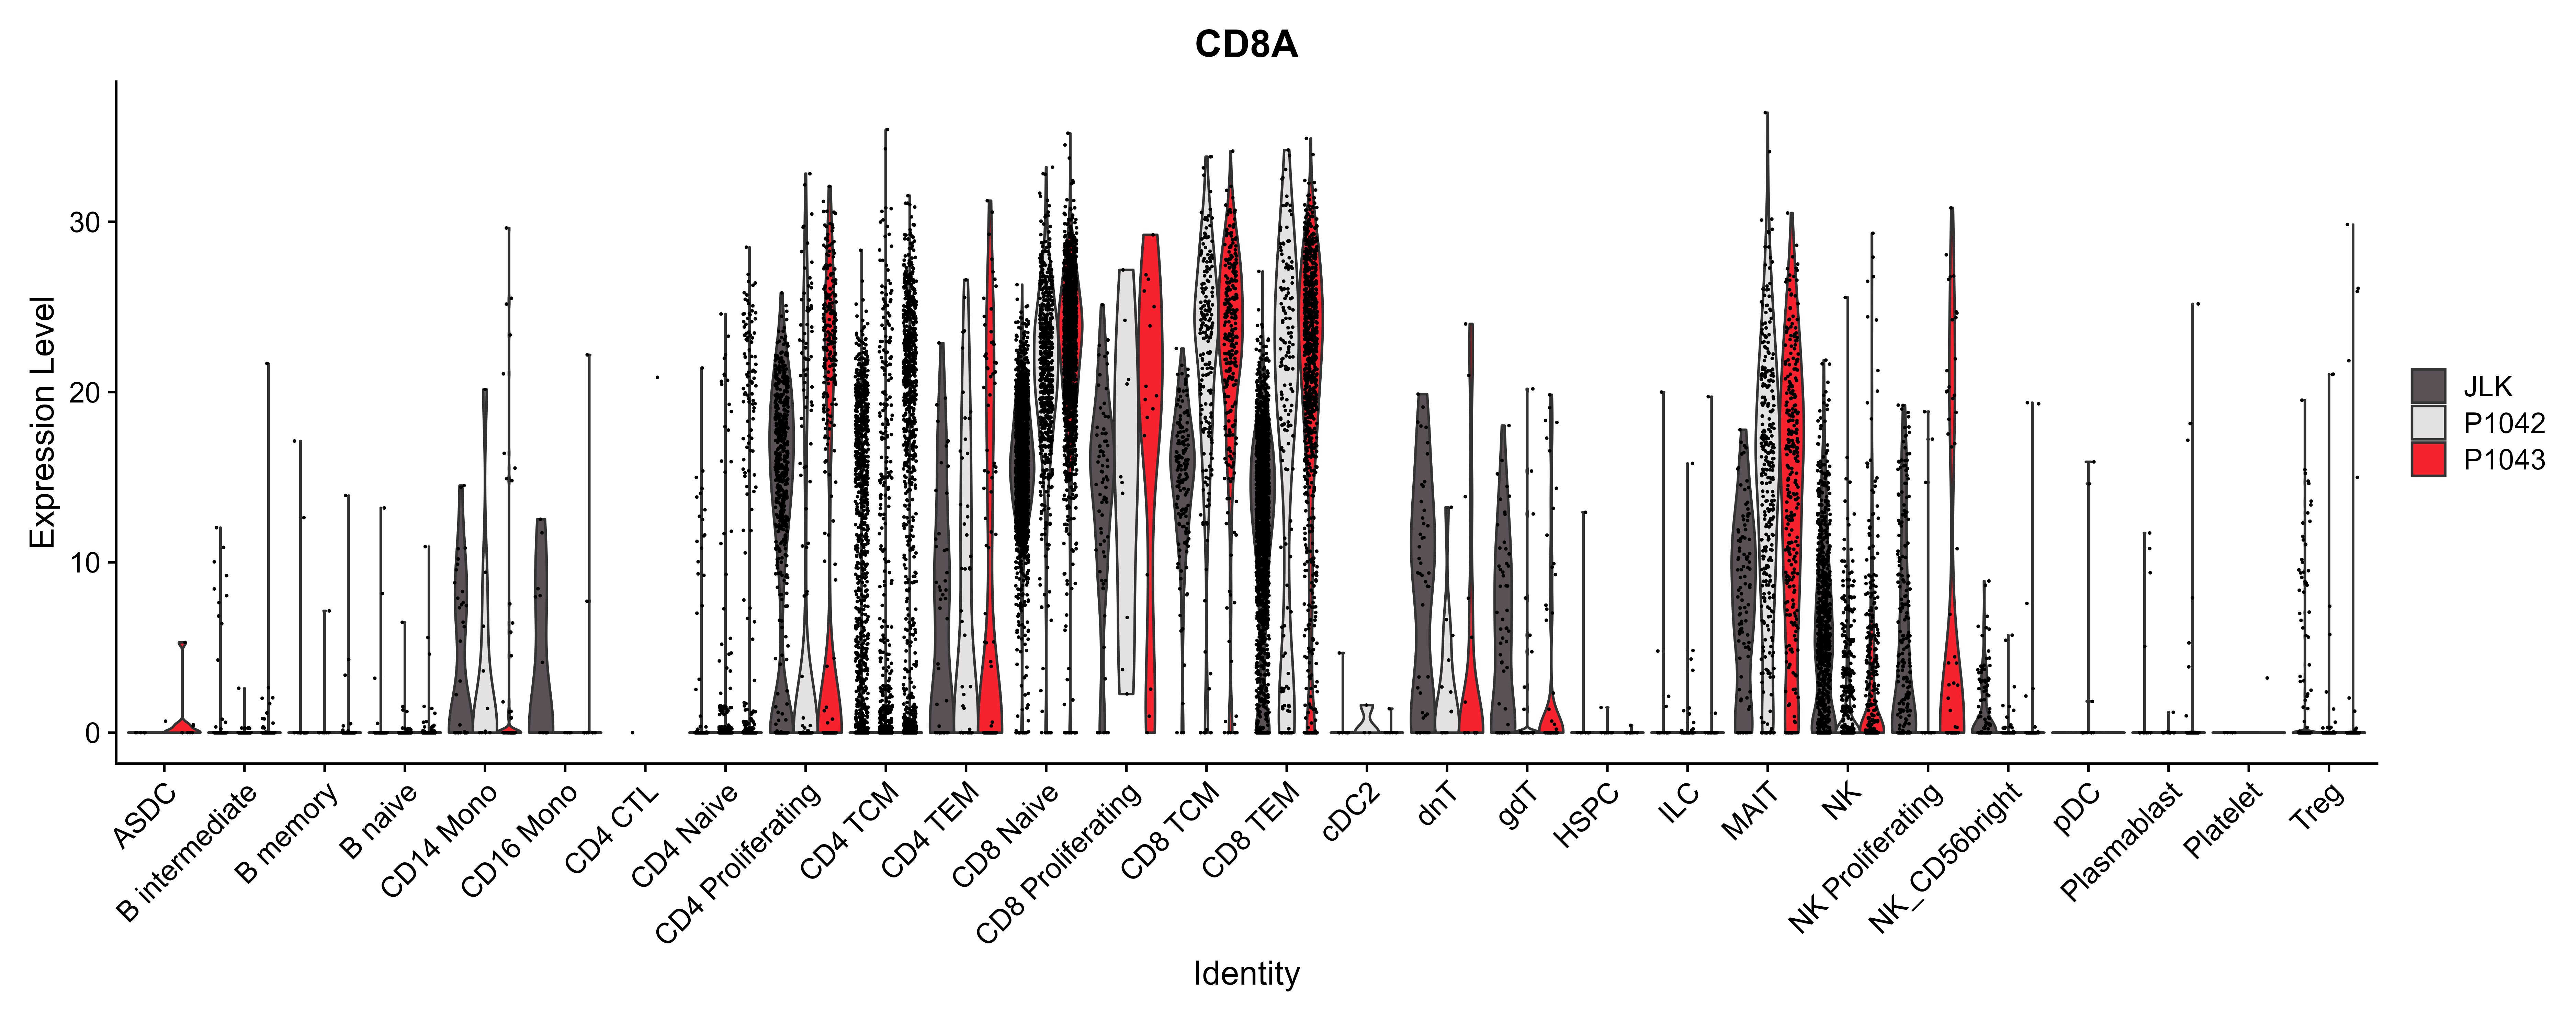 CD8A
Expression Level
30
20
10
0
ASDC
B intermediate
B memory
B naive
CD14 Mono
CD16 Mono
CD4 CTL
CD4 Naive
CD4 Proliferating
CD4 TCM
CD4 TEM
CD8 Naive
CD8 Proliferating
CD8 TCM
CD8 TEM
cDC2
dnT
gdT
HSPC
ILC
MAIT
NK
NK Proliferating
NK_CD56bright
pDC
Plasmablast
Platelet
Treg
Identity
JLK
P1042
P1043